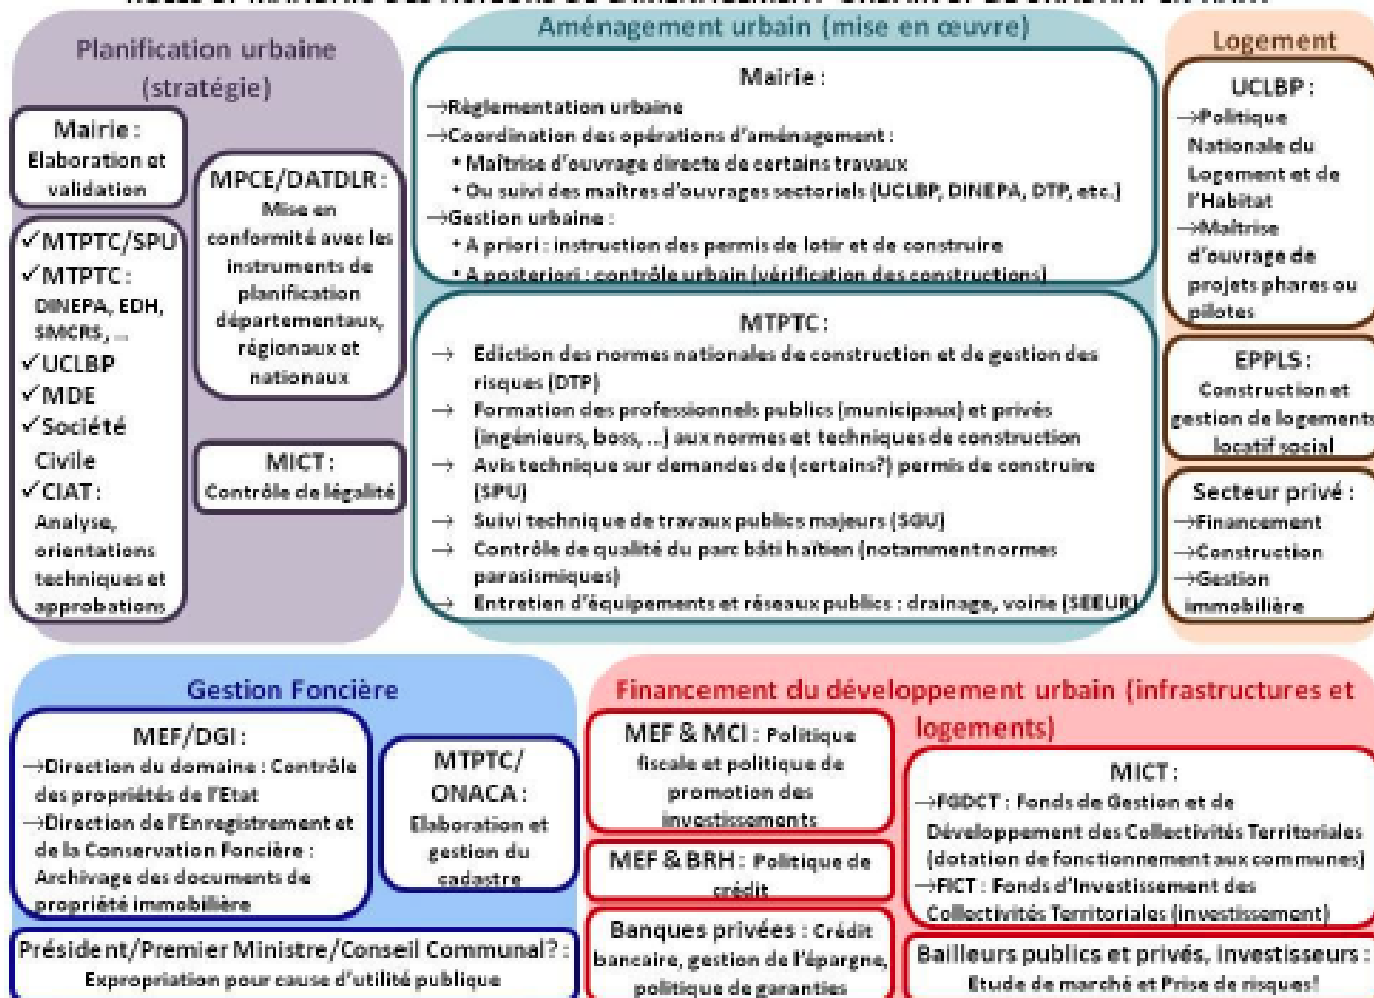 Planification urbaine
(stratégie)
Mairie :
Elaboration et
validation
✓MTPTC/SPU
✓MTPTC :
DINEPA, EDH,
SMCRS, ...
✓UCLBP
✓MDE
✓Société
Civile
✓CIAT :
Analyse,
orientations
techniques et
approbations
MPCE/DATDLR :
Mise en
conformité avec les
instruments de
planification
départementaux,
régionaux et
nationaux
MICT :
Contrôle de légalité
Aménagement urbain (mise en œuvre)
Mairie :
→Règlementation urbaine
→Coordination des opérations d'aménagement :
• Maîtrise d'ouvrage directe de certains travaux
• Ou suivi des maîtres d'ouvrages sectoriels (UCLBP, DINEPA, DTP, etc.)
→Gestion urbaine :
• A priori : instruction des permis de lotir et de construire
• A posteriori : contrôle urbain (vérification des constructions)
MTPTC :
→ Ediction des normes nationales de construction et de gestion des
risques (DTP)
→ Formation des professionnels publics (municipaux) et privés
(ingénieurs, boss, ...) aux normes et techniques de construction
→ Avis technique sur demandes de (certains?) permis de construire
(SPU)
→ Suivi technique de travaux publics majeurs (SGU)
→ Contrôle de qualité du parc bâti haïtien (notamment normes
parasismiques)
→ Entretien d'équipements et réseaux publics : drainage, voirie (SEEUR)
Logement
UCLBP :
→Politique
Nationale du
Logement et de
l'Habitat
→Maîtrise
d'ouvrage de
projets phares ou
pilotes
EPPLS :
Construction et
gestion de logements
locatif social
Secteur privé :
→Financement
→Construction
→Gestion
immobilière
Gestion Foncière
MEF/DGI :
→Direction du domaine : Contrôle
des propriétés de l'Etat
→Direction de l'Enregistrement et
de la Conservation Foncière :
Archivage des documents de
propriété immobilière
MTPTC/
ONACA :
Elaboration et
gestion du
cadastre
Président/Premier Ministre/Conseil Communal? :
Expropriation pour cause d'utilité publique
Financement du développement urbain (infrastructures et
logements)
MEF & MCI : Politique
fiscale et politique de
promotion des
investissements
MEF & BRH : Politique de
crédit
Banques privées : Crédit
bancaire, gestion de l'épargne,
politique de garanties
MICT :
→FGDCT : Fonds de Gestion et de
Développement des Collectivités Territoriales
(dotation de fonctionnement aux communes)
→FICT : Fonds d'Investissement des
Collectivités Territoriales (investissement)
Bailleurs publics et privés, investisseurs :
Etude de marché et Prise de risques!